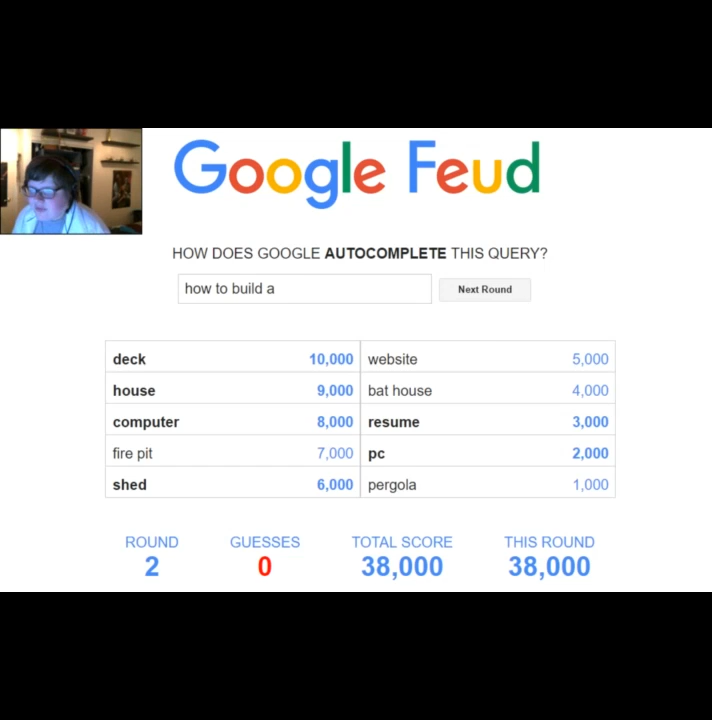 Google Feud
HOW DOES GOOGLE AUTOCOMPLETE THIS QUERY?
how to build a
Next Round
deck 10,000 website 5,000
house 9,000 bat house 4,000
computer 8,000 resume 3,000
fire pit 7,000 pc 2,000
shed 6,000 pergola 1,000
ROUND GUESSES TOTAL SCORE THIS ROUND
2 0 38,000 38,000